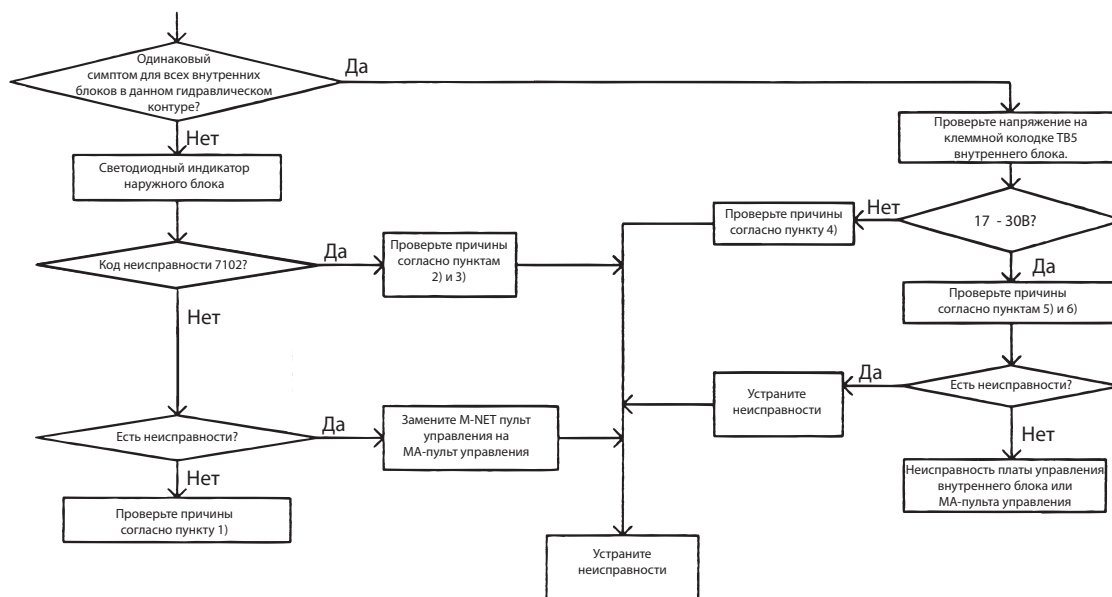 Одинаковый
симптом для всех внутренних
блоков в данном гидравлическом
контуре?
Да
Нет
Светодиодный индикатор
наружного блока
Код неисправности 7102?
Да
Проверьте причины
согласно пунктам
2) и 3)
Нет
Есть неисправности?
Да
Замените M-NET пульт
управления на
МА-пульт управления
Нет
Проверьте причины
согласно пункту 1)
Проверьте напряжение на
клеммной колодке TB5
внутреннего блока.
17 - 30В?
Нет
Проверьте причины
согласно пункту 4)
Да
Проверьте причины
согласно пунктам 5) и 6)
Есть неисправности?
Да
Устраните
неисправности
Нет
Неисправность платы управления
внутреннего блока или
МА-пульта управления
Устраните
неисправности